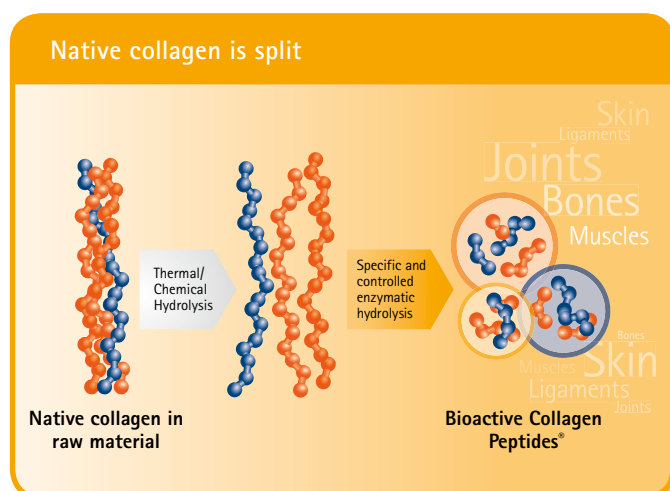 Native collagen is split
Skin
Ligaments
Joints
Bones
Muscles
Thermal/
Chemical
Hydrolysis
Specific and
controlled
enzymatic
hydrolysis
Bones
Muscles Skin
Ligaments
Joints
Native collagen in
raw material
Bioactive Collagen
Peptides®